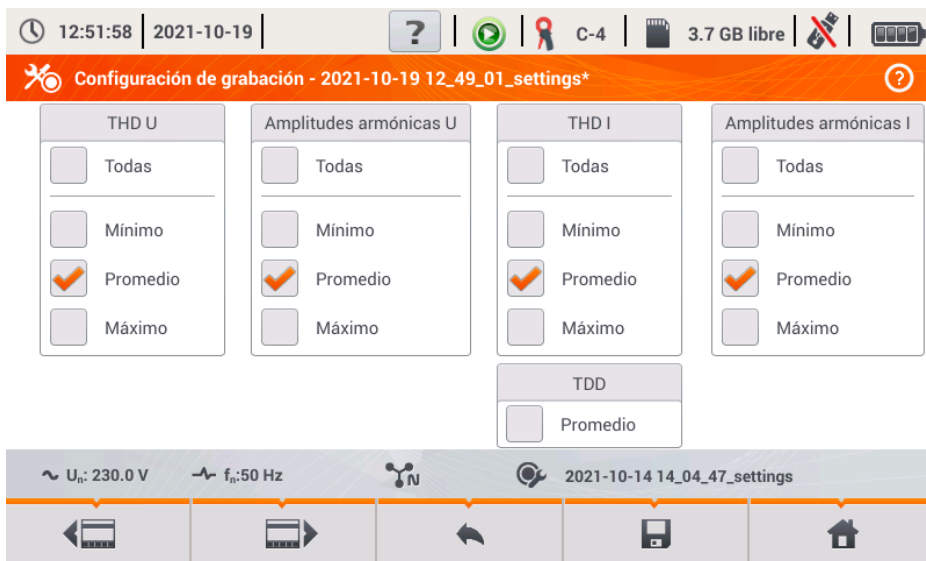 12:51:58 2021-10-19 ? C-4 3.7 GB libre
Configuración de grabación - 2021-10-19 12_49_01_settings* ?
THD U Amplitudes armónicas U THD I Amplitudes armónicas I
Todas Todas Todas Todas
Mínimo Mínimo Mínimo Mínimo
Promedio Promedio Promedio Promedio
Máximo Máximo Máximo Máximo
TDD
Promedio
Uₙ: 230.0 V fₙ:50 Hz N 2021-10-14 14_04_47_settings